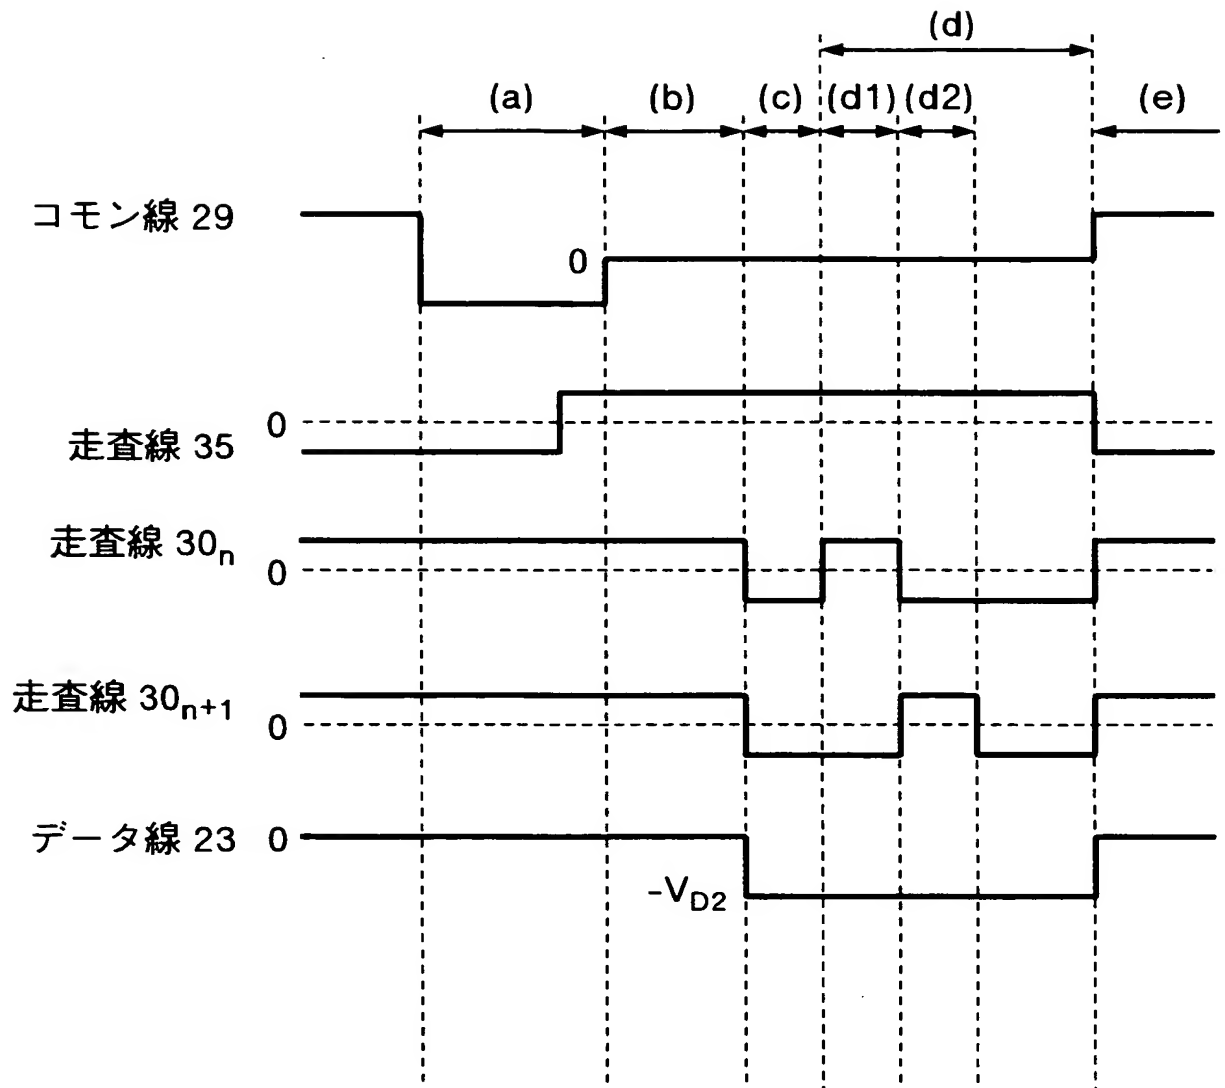 (d)
(a) (b) (c) (d1) (d2) (e)
コモン線 29
0
0
走査線 35
走査線 30n
0
走査線 30n+1
0
データ線 23 0
-VD2